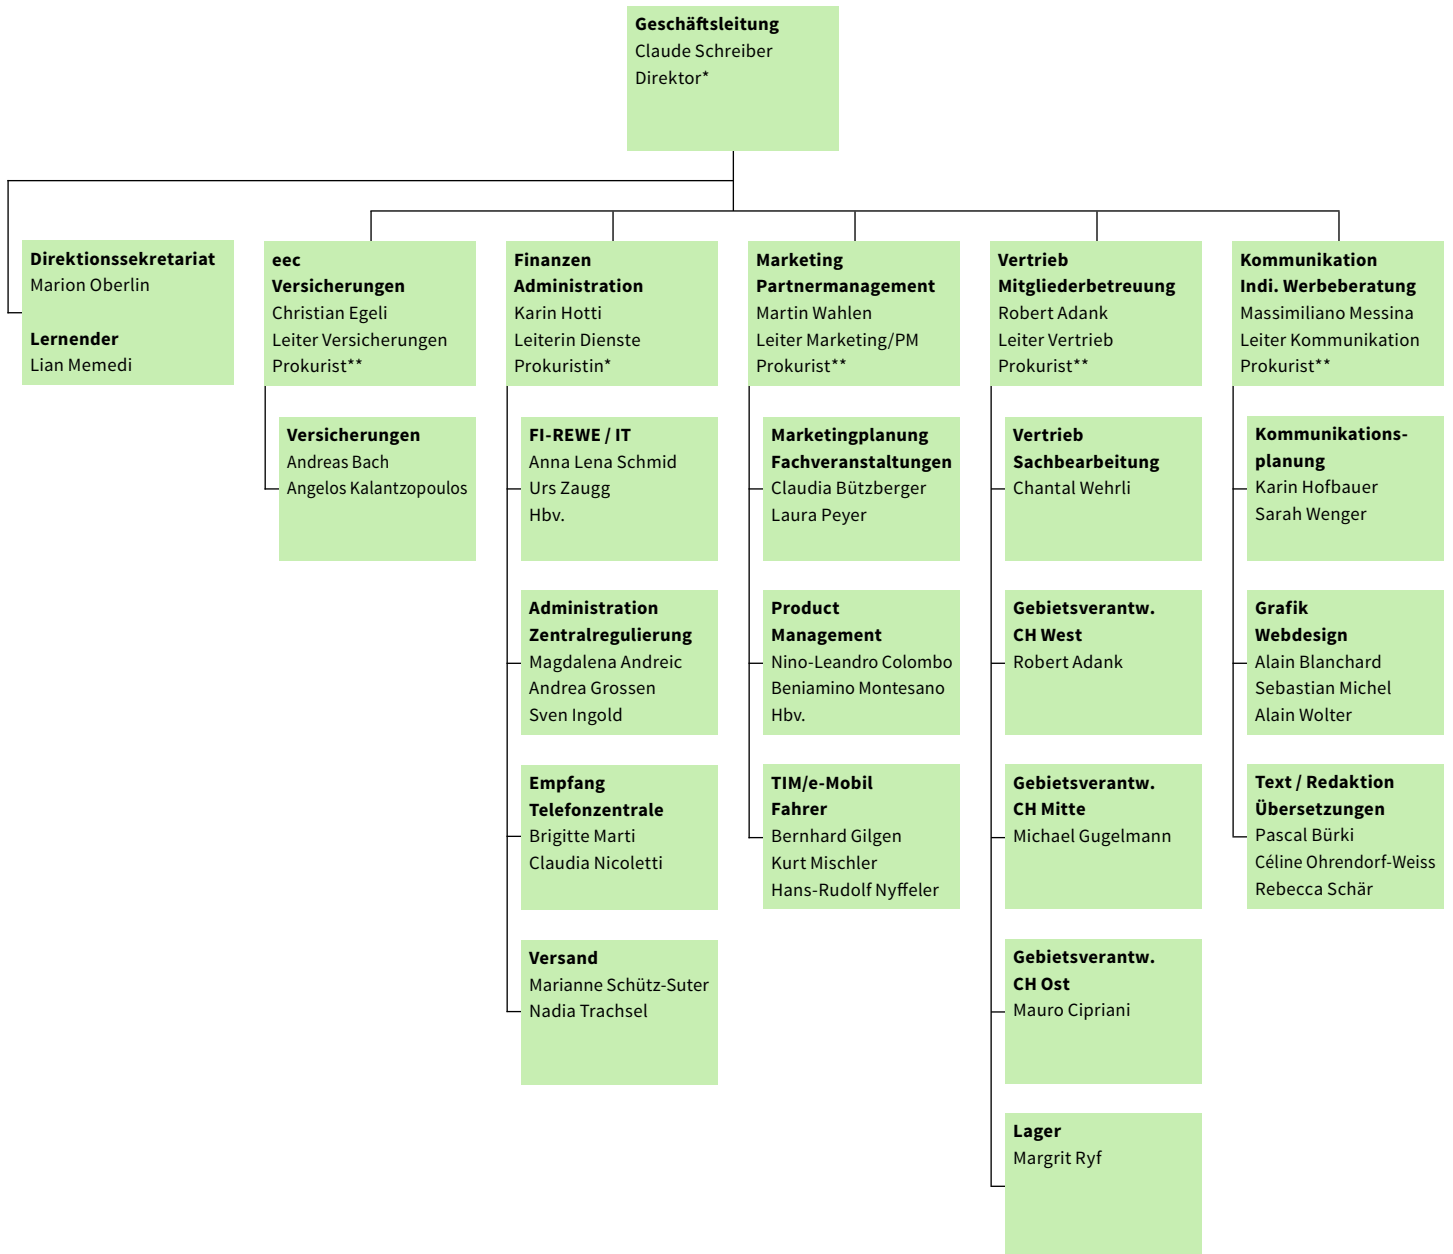 Geschäftsleitung
Claude Schreiber
Direktor*
Direktionssekretariat
Marion Oberlin
Lernender
Lian Memedi
eec
Versicherungen
Christian Egeli
Leiter Versicherungen
Prokurist**
Versicherungen
Andreas Bach
Angelos Kalantzopoulos
Finanzen
Administration
Karin Hotti
Leiterin Dienste
Prokuristin*
FI-REWE / IT
Anna Lena Schmid
Urs Zaugg
Hbv.
Administration
Zentralregulierung
Magdalena Andreic
Andrea Grossen
Sven Ingold
Empfang
Telefonzentrale
Brigitte Marti
Claudia Nicoletti
Versand
Marianne Schütz-Suter
Nadia Trachsel
Marketing
Partnermanagement
Martin Wahlen
Leiter Marketing/PM
Prokurist**
Marketingplanung
Fachveranstaltungen
Claudia Bützberger
Laura Peyer
Product
Management
Nino-Leandro Colombo
Beniamino Montesano
Hbv.
TIM/e-Mobil
Fahrer
Bernhard Gilgen
Kurt Mischler
Hans-Rudolf Nyffeler
Vertrieb
Mitgliederbetreuung
Robert Adank
Leiter Vertrieb
Prokurist**
Vertrieb
Sachbearbeitung
Chantal Wehrli
Gebietsverantw.
CH West
Robert Adank
Gebietsverantw.
CH Mitte
Michael Gugelmann
Gebietsverantw.
CH Ost
Mauro Cipriani
Lager
Margrit Ryf
Kommunikation
Indi. Werbeberatung
Massimiliano Messina
Leiter Kommunikation
Prokurist**
Kommunikations-
planung
Karin Hofbauer
Sarah Wenger
Grafik
Webdesign
Alain Blanchard
Sebastian Michel
Alain Wolter
Text / Redaktion
Übersetzungen
Pascal Bürki
Céline Ohrendorf-Weiss
Rebecca Schär